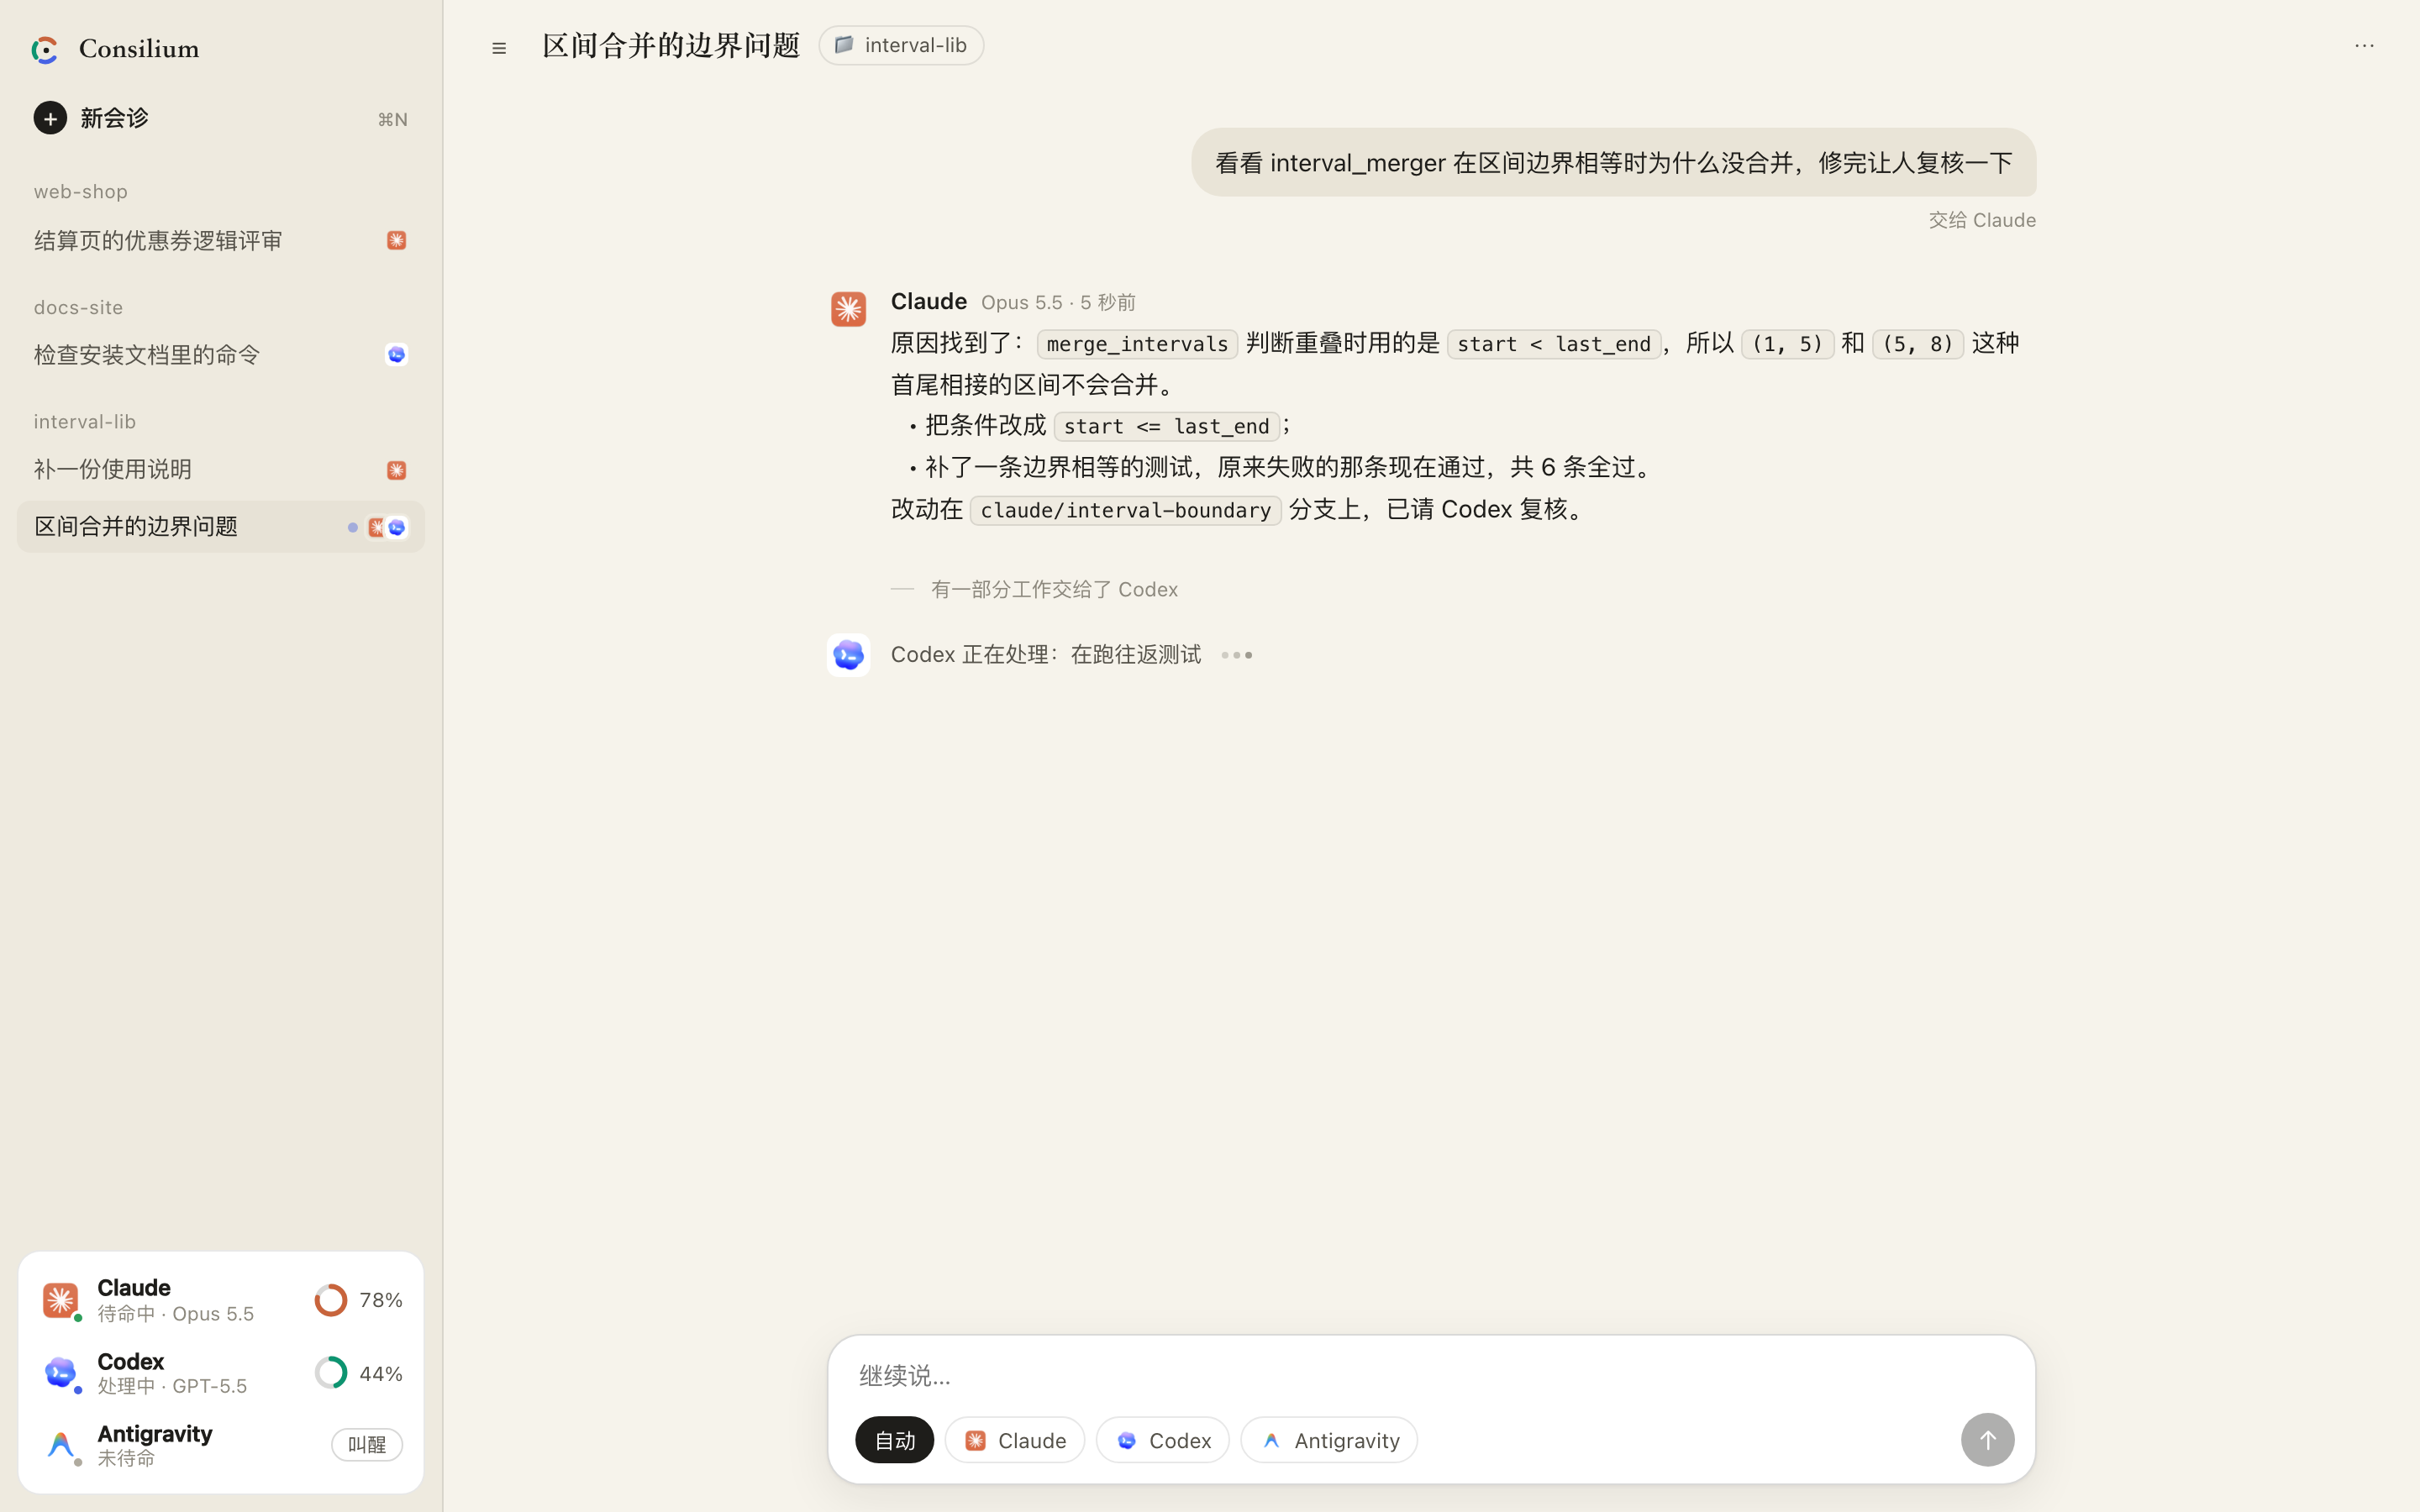 Consilium
新会诊
⌘N
web-shop
结算页的优惠券逻辑评审
docs-site
检查安装文档里的命令
interval-lib
补一份使用说明
区间合并的边界问题
Claude
待命中 · Opus 5.5
78%
Codex
处理中 · GPT-5.5
44%
Antigravity
未待命
叫醒
区间合并的边界问题
interval-lib
看看 interval_merger 在区间边界相等时为什么没合并，修完让人复核一下
交给 Claude
Claude Opus 5.5 · 5 秒前
原因找到了： merge_intervals 判断重叠时用的是 start < last_end，所以 (1, 5) 和 (5, 8) 这种
首尾相接的区间不会合并。
• 把条件改成 start <= last_end；
• 补了一条边界相等的测试，原来失败的那条现在通过，共 6 条全过。
改动在 claude/interval-boundary 分支上，已请 Codex 复核。
有一部分工作交给了 Codex
Codex 正在处理：在跑往返测试
继续说...
自动
Claude
Codex
Antigravity